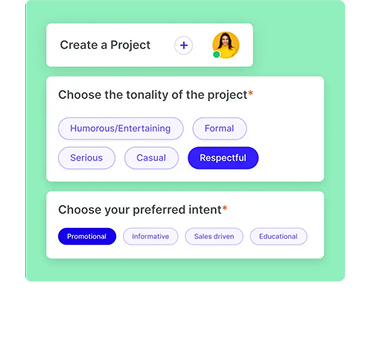 Create a Project +
Choose the tonality of the project*
Humorous/Entertaining Formal
Serious Casual Respectful
Choose your preferred intent*
Promotional Informative Sales driven Educational